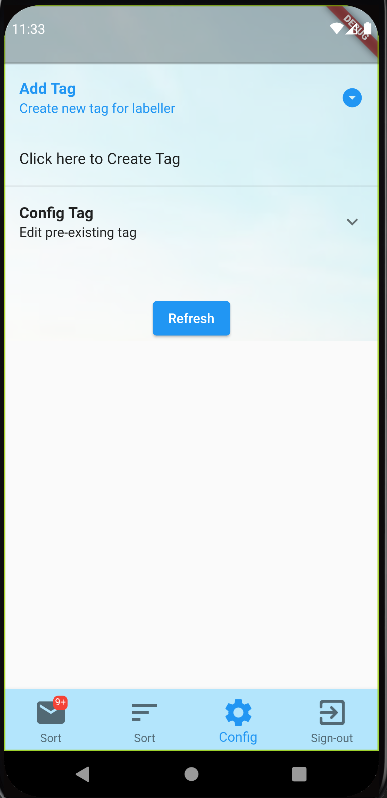 11:33
DEBUG
Add Tag
Create new tag for labeller
Click here to Create Tag
Config Tag
Edit pre-existing tag
Refresh
9+
Sort
Sort
Config
Sign-out